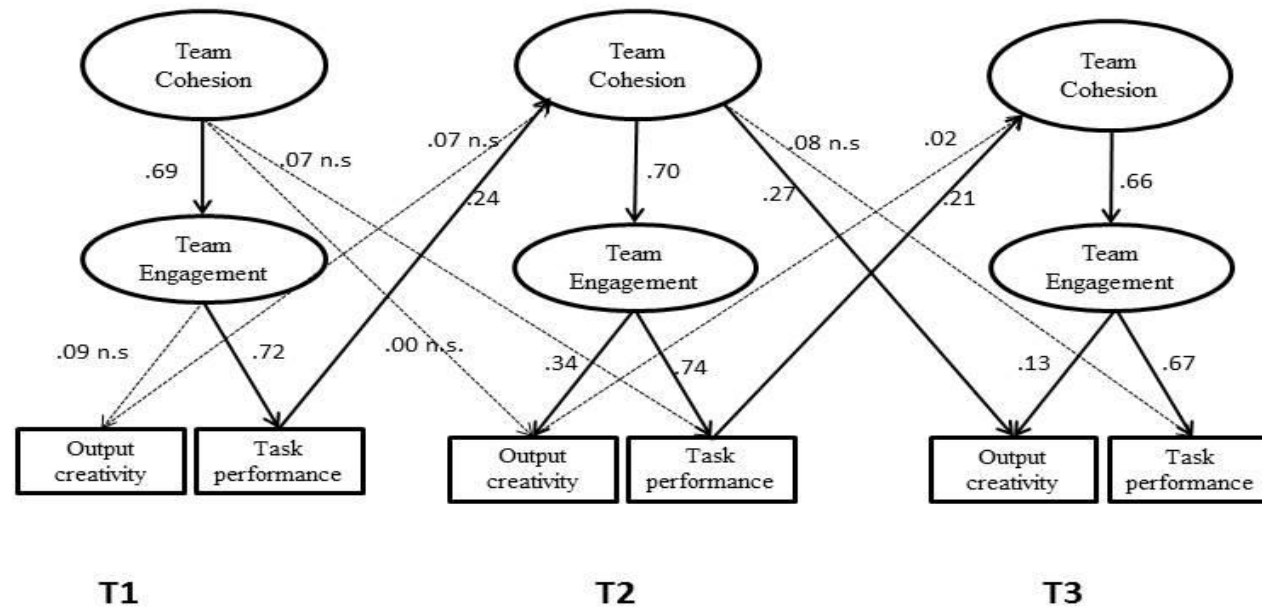 Team
Cohesion
Team
Cohesion
Team
Cohesion
.69
.07 n.s
.07 n.s
.24
.70
.08 n.s
.27
.02
.21
.66
Team
Engagement
Team
Engagement
Team
Engagement
.09 n.s
.72
.00 n.s.
.34
.74
.13
.67
Output
creativity
Task
performance
Output
creativity
Task
performance
Output
creativity
Task
performance
T1
T2
T3